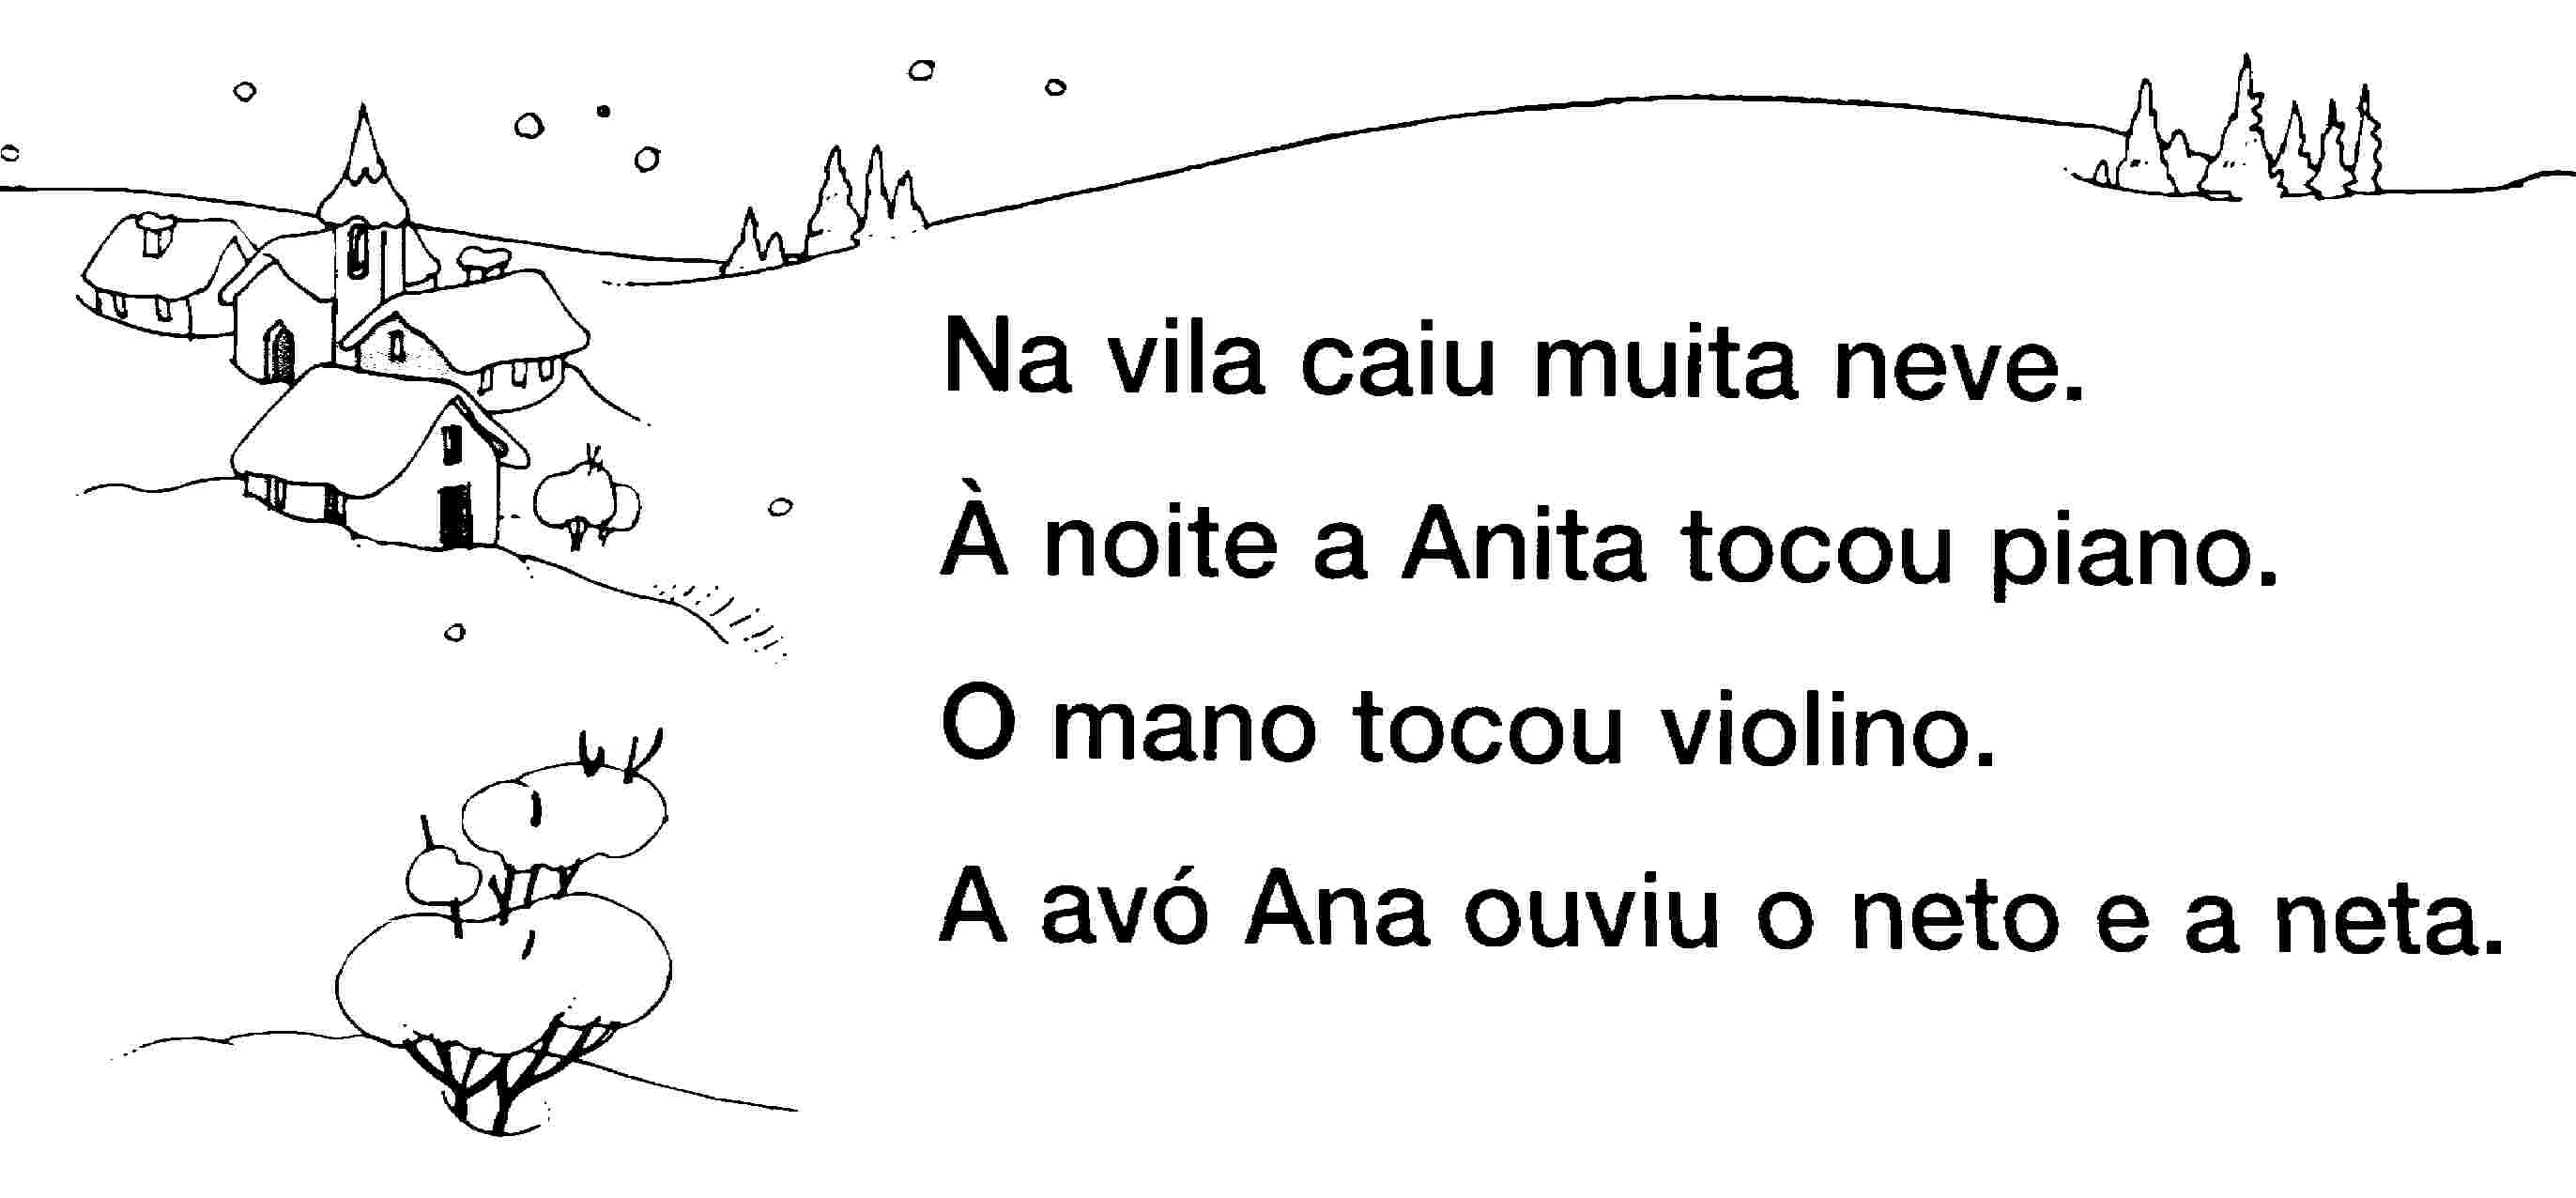 Na vila caiu muita neve.
À noite a Anita tocou piano.
O mano tocou violino.
A avó Ana ouviu o neto e a neta.